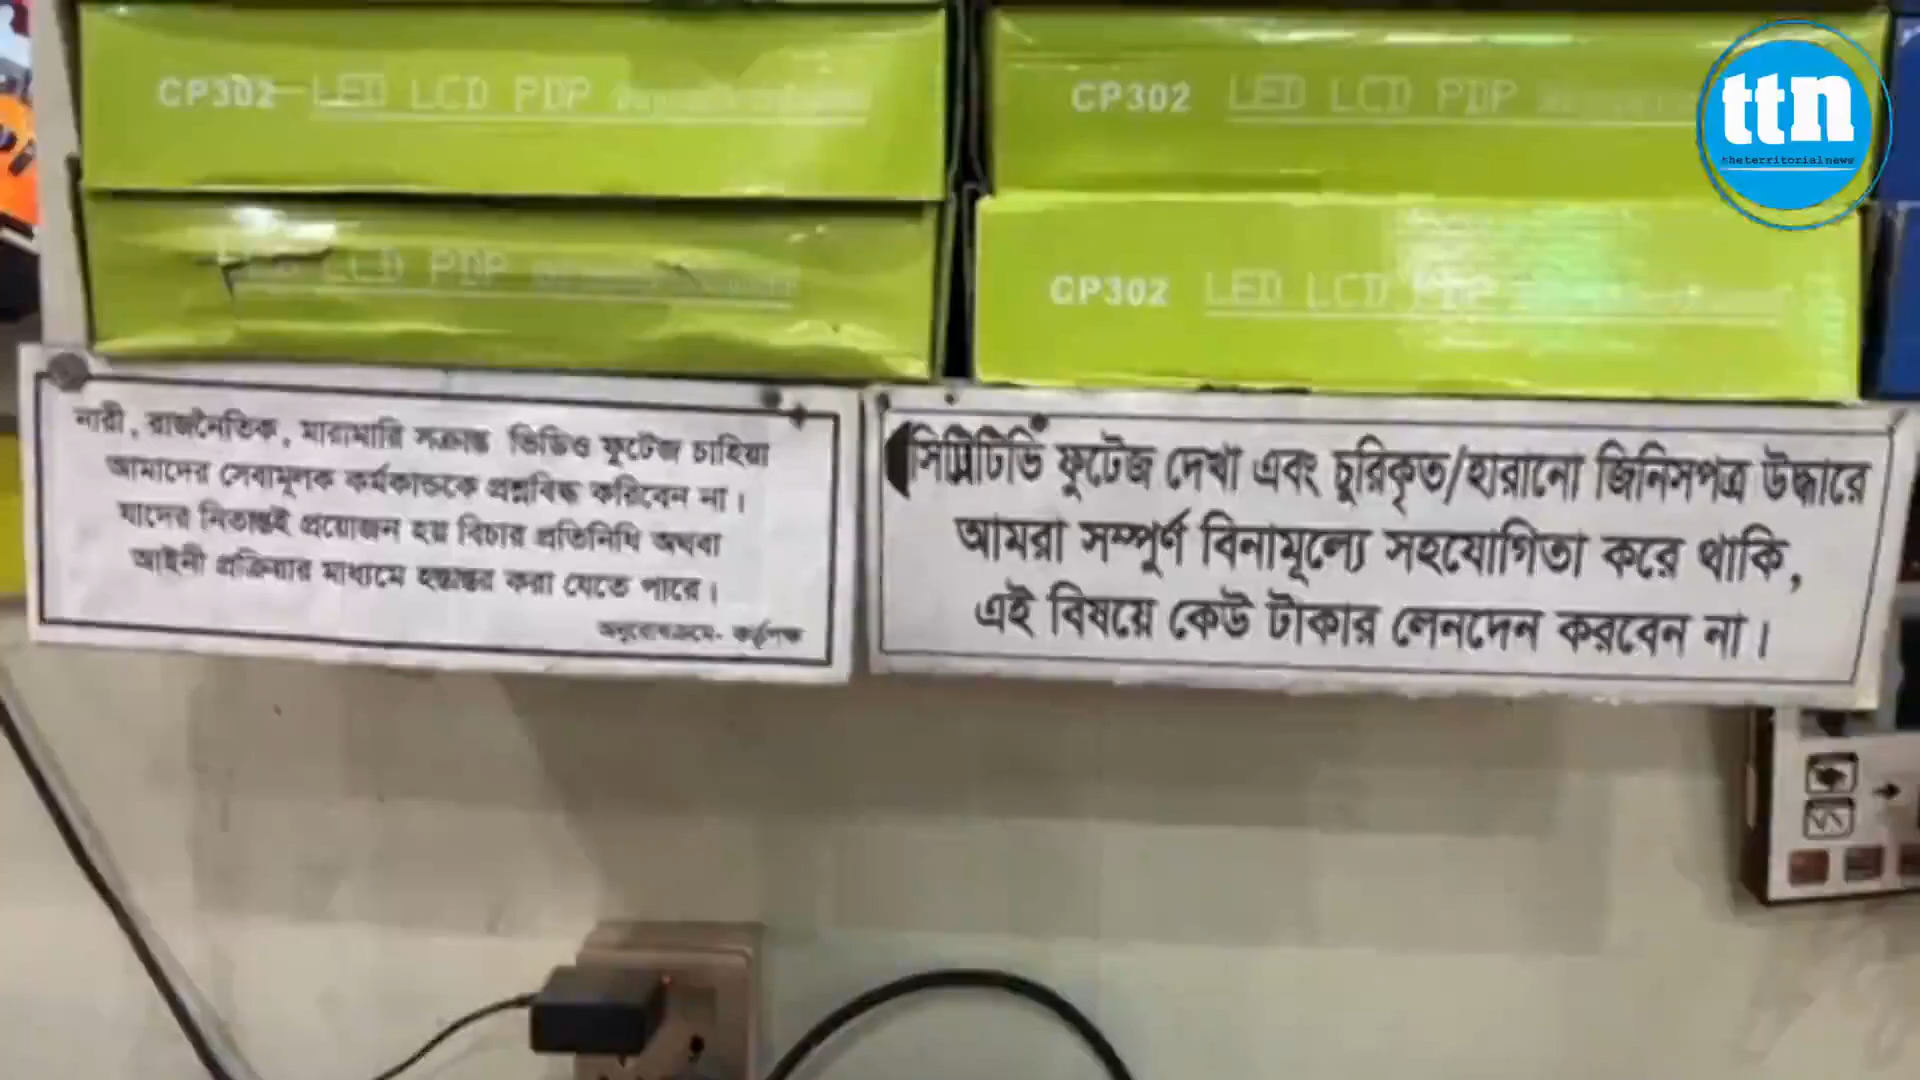 CP302 LED LCD PDP
CP302 LED LCD PDP
LCD PDP
CP302 LED LCD PDP
ttn
theterritorialnews
নারী, রাজনৈতিক, মারামারি সংক্রান্ত ভিডিও ফুটেজ চাহিয়া
আমাদের সেবামূলক কর্মকান্ডকে প্রশ্নবিদ্ধ করিবেন না।
যাদের নিতান্তই প্রয়োজন হয় বিচার প্রতিনিধি অথবা
আইনী প্রক্রিয়ার মাধ্যমে হস্তান্তর করা যেতে পারে।
অনুরোধক্রমে- কর্তৃপক্ষ
সিসিটিভি ফুটেজ দেখা এবং চুরিকৃত/হারানো জিনিসপত্র উদ্ধারে
আমরা সম্পুর্ণ বিনামূল্যে সহযোগিতা করে থাকি,
এই বিষয়ে কেউ টাকার লেনদেন করবেন না।